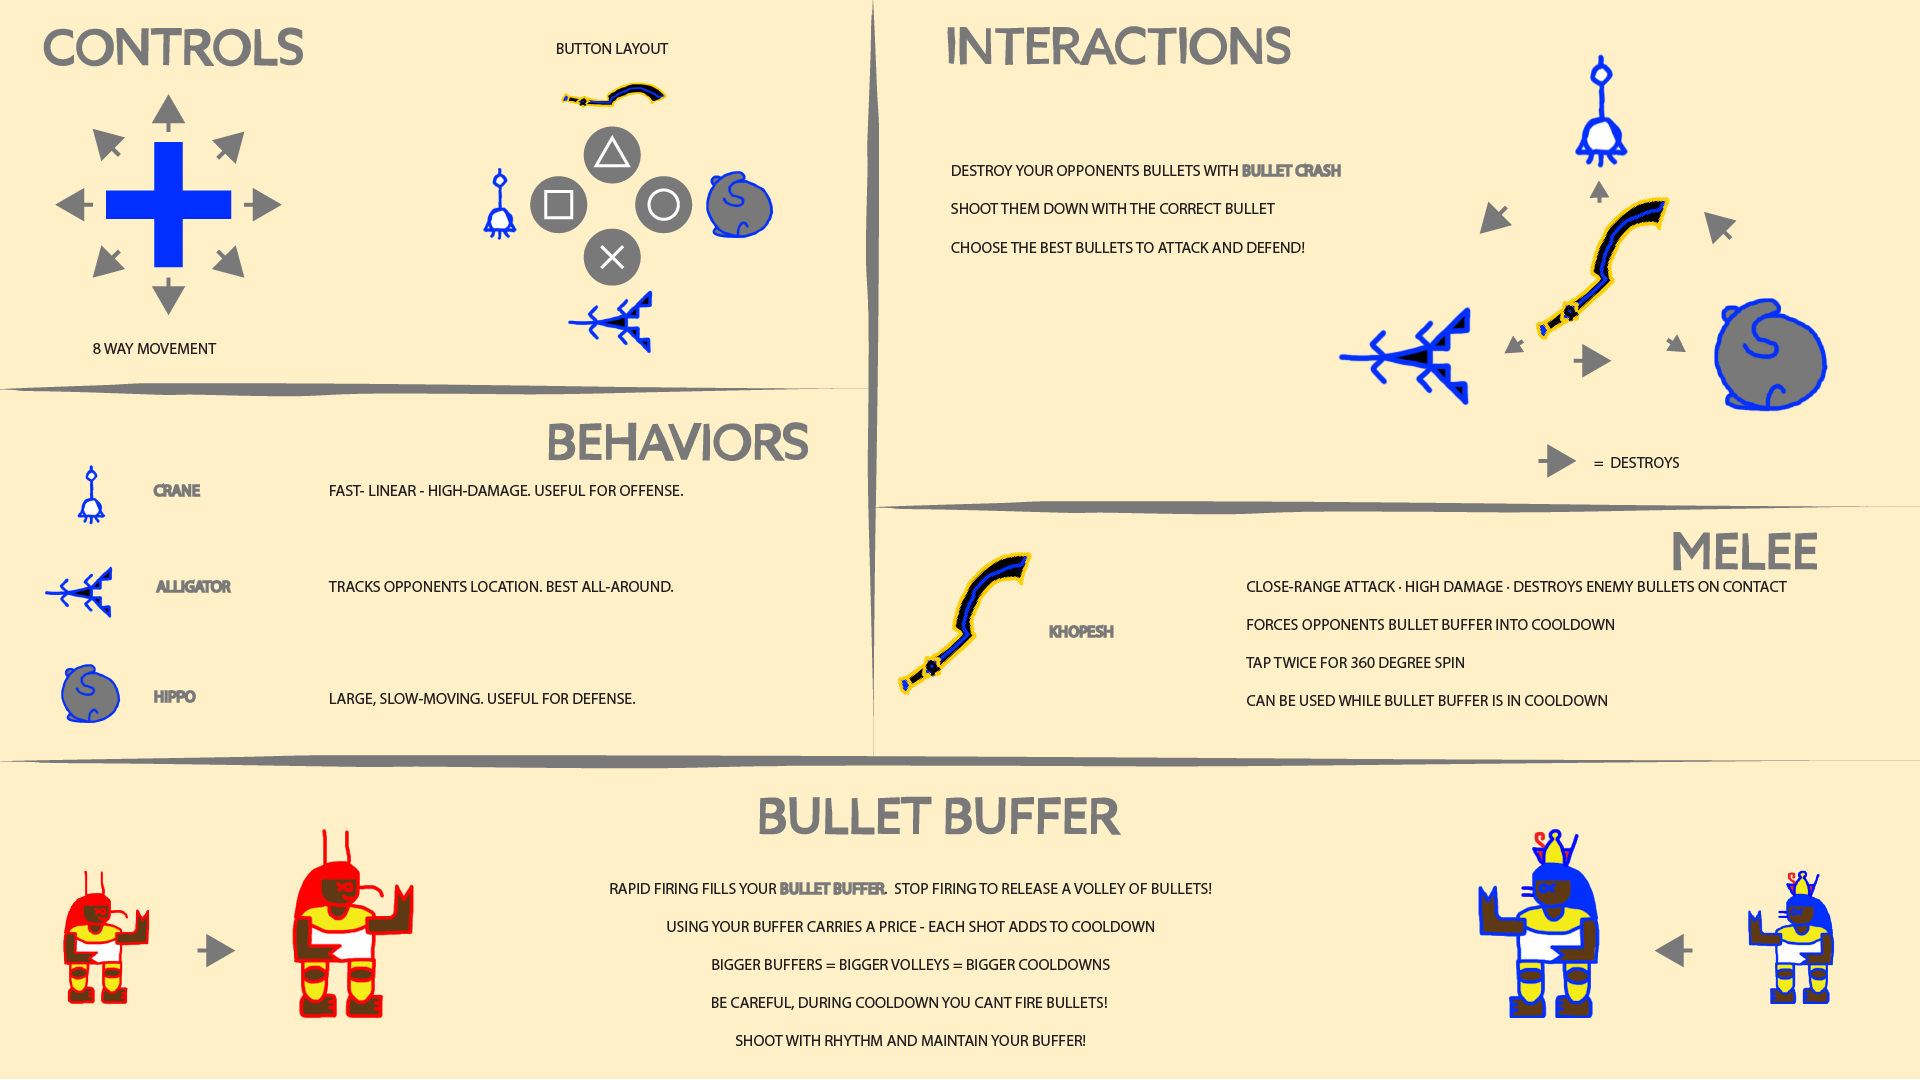 CONTROLS
BUTTON LAYOUT
8 WAY MOVEMENT
BEHAVIORS
CRANE
FAST- LINEAR - HIGH-DAMAGE. USEFUL FOR OFFENSE.
ALLIGATOR
TRACKS OPPONENTS LOCATION. BEST ALL-AROUND.
HIPPO
LARGE, SLOW-MOVING. USEFUL FOR DEFENSE.
INTERACTIONS
DESTROY YOUR OPPONENTS BULLETS WITH BULLET CRASH
SHOOT THEM DOWN WITH THE CORRECT BULLET
CHOOSE THE BEST BULLETS TO ATTACK AND DEFEND!
= DESTROYS
MELEE
KHOPESH
CLOSE-RANGE ATTACK · HIGH DAMAGE · DESTROYS ENEMY BULLETS ON CONTACT
FORCES OPPONENTS BULLET BUFFER INTO COOLDOWN
TAP TWICE FOR 360 DEGREE SPIN
CAN BE USED WHILE BULLET BUFFER IS IN COOLDOWN
BULLET BUFFER
RAPID FIRING FILLS YOUR BULLET BUFFER. STOP FIRING TO RELEASE A VOLLEY OF BULLETS!
USING YOUR BUFFER CARRIES A PRICE - EACH SHOT ADDS TO COOLDOWN
BIGGER BUFFERS = BIGGER VOLLEYS = BIGGER COOLDOWNS
BE CAREFUL, DURING COOLDOWN YOU CANT FIRE BULLETS!
SHOOT WITH RHYTHM AND MAINTAIN YOUR BUFFER!